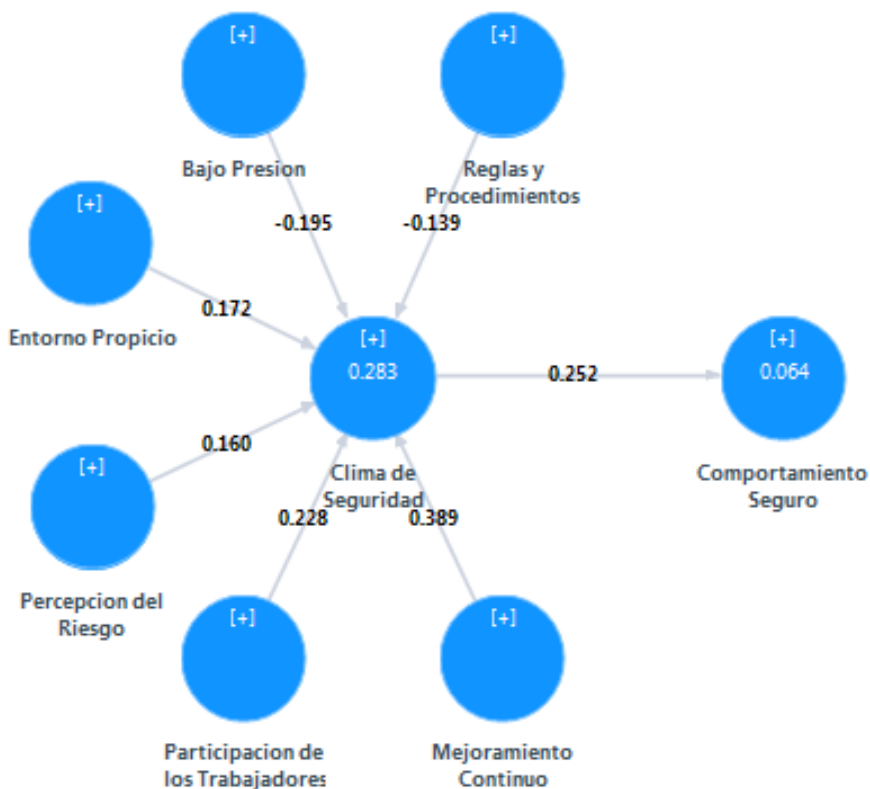 [+]
[+]
Bajo Presion
Reglas y
Procedimientos
-0.195
-0.139
[+]
Entorno Propicio
0.172
[+]
0.283
Clima de
Seguridad
0.252
[+]
0.064
Comportamiento
Seguro
0.160
[+]
Percepcion del
Riesgo
0.228
0.389
[+]
[+]
Participacion de
los Trabajadores
Mejoramiento
Continuo